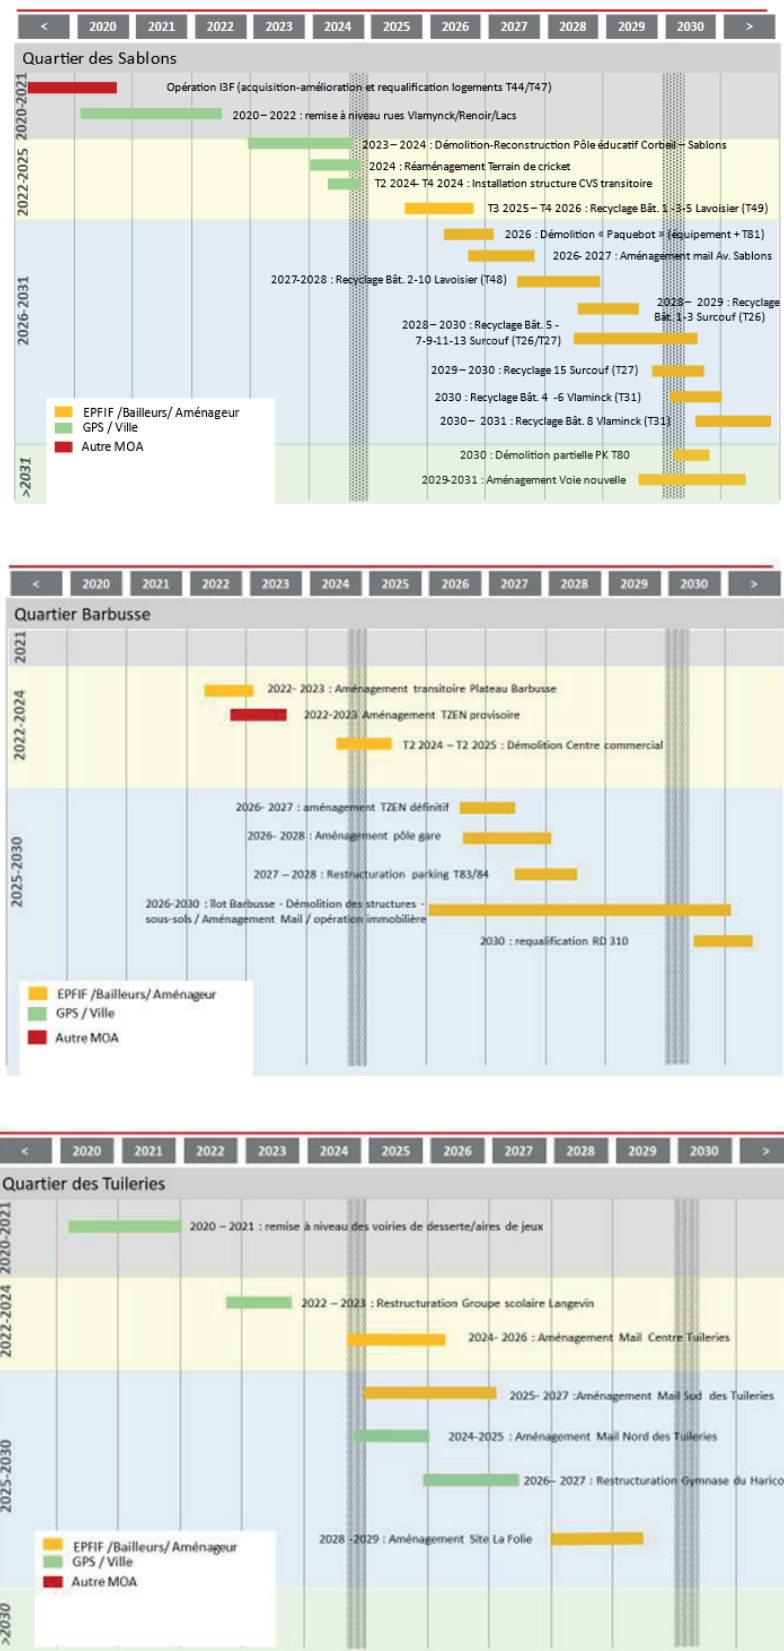 < 2020 2021 2022 2023 2024 2025 2026 2027 2028 2029 2030 >
Quartier des Sablons
2020-2021
Opération I3F (acquisition-amélioration et requalification logements T44/T47)
2020 – 2022 : remise à niveau rues Vlamynck/Renoir/Lacs
2022-2025
2023 – 2024 : Démolition-Reconstruction Pôle éducatif Corbeil – Sablons
2024 : Réaménagement Terrain de cricket
T2 2024- T4 2024 : Installation structure CVS transitoire
T3 2025 – T4 2026 : Recyclage Bât. 1 -3-5 Lavoisier (T49)
2026-2031
2026 : Démolition « Paquebot » (équipement + T81)
2026- 2027 : Aménagement mail Av. Sablons
2027-2028 : Recyclage Bât. 2-10 Lavoisier (T48)
2028 – 2029 : Recyclage
Bât. 1-3 Surcouf (T26)
2028 – 2030 : Recyclage Bât. 5 -
7-9-11-13 Surcouf (T26/T27)
2029 – 2030 : Recyclage 15 Surcouf (T27)
2030 : Recyclage Bât. 4 -6 Vlaminck (T31)
2030 – 2031 : Recyclage Bât. 8 Vlaminck (T31)
>2031
2030 : Démolition partielle PK T80
2029-2031 : Aménagement Voie nouvelle
EPFIF /Bailleurs/ Aménageur
GPS / Ville
Autre MOA
< 2020 2021 2022 2023 2024 2025 2026 2027 2028 2029 2030 >
Quartier Barbusse
2021
2022-2024
2022- 2023 : Aménagement transitoire Plateau Barbusse
2022-2023 Aménagement TZEN provisoire
T2 2024 – T2 2025 : Démolition Centre commercial
2025-2030
2026- 2027 : aménagement TZEN définitif
2026- 2028 : Aménagement pôle gare
2027 – 2028 : Restructuration parking T83/84
2026-2030 : îlot Barbusse - Démolition des structures -
sous-sols / Aménagement Mail / opération immobilière
2030 : requalification RD 310
EPFIF /Bailleurs/ Aménageur
GPS / Ville
Autre MOA
< 2020 2021 2022 2023 2024 2025 2026 2027 2028 2029 2030 >
Quartier des Tuileries
2020-2021
2020 – 2021 : remise à niveau des voiries de desserte/aires de jeux
2022-2024
2022 – 2023 : Restructuration Groupe scolaire Langevin
2024- 2026 : Aménagement Mail Centre Tuileries
2025-2030
2025- 2027 :Aménagement Mail Sud des Tuileries
2024-2025 : Aménagement Mail Nord des Tuileries
2026– 2027 : Restructuration Gymnase du Harico
2028 -2029 : Aménagement Site La Folie
>2030
EPFIF /Bailleurs/ Aménageur
GPS / Ville
Autre MOA